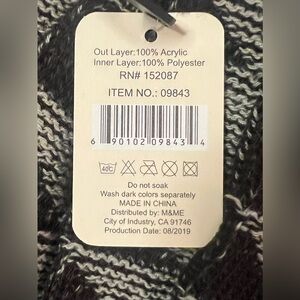 Out Layer:100% Acrylic
Inner Layer:100% Polyester
RN# 152087
ITEM NO.: 09843
6 90102 09843 4
40C
Do not soak
Wash dark colors separately
MADE IN CHINA
Distributed by: M&ME
City of Industry, CA 91746
Production Date: 08/2019